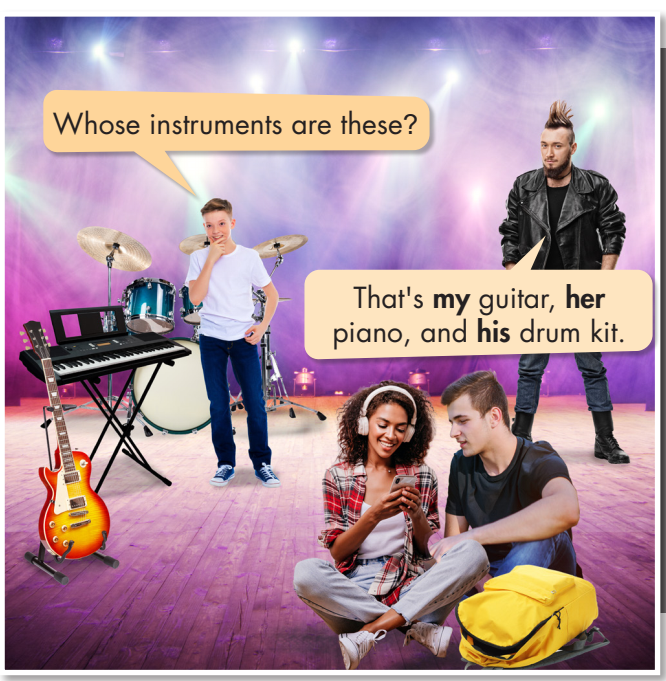 Whose instruments are these?
That's my guitar, her
piano, and his drum kit.